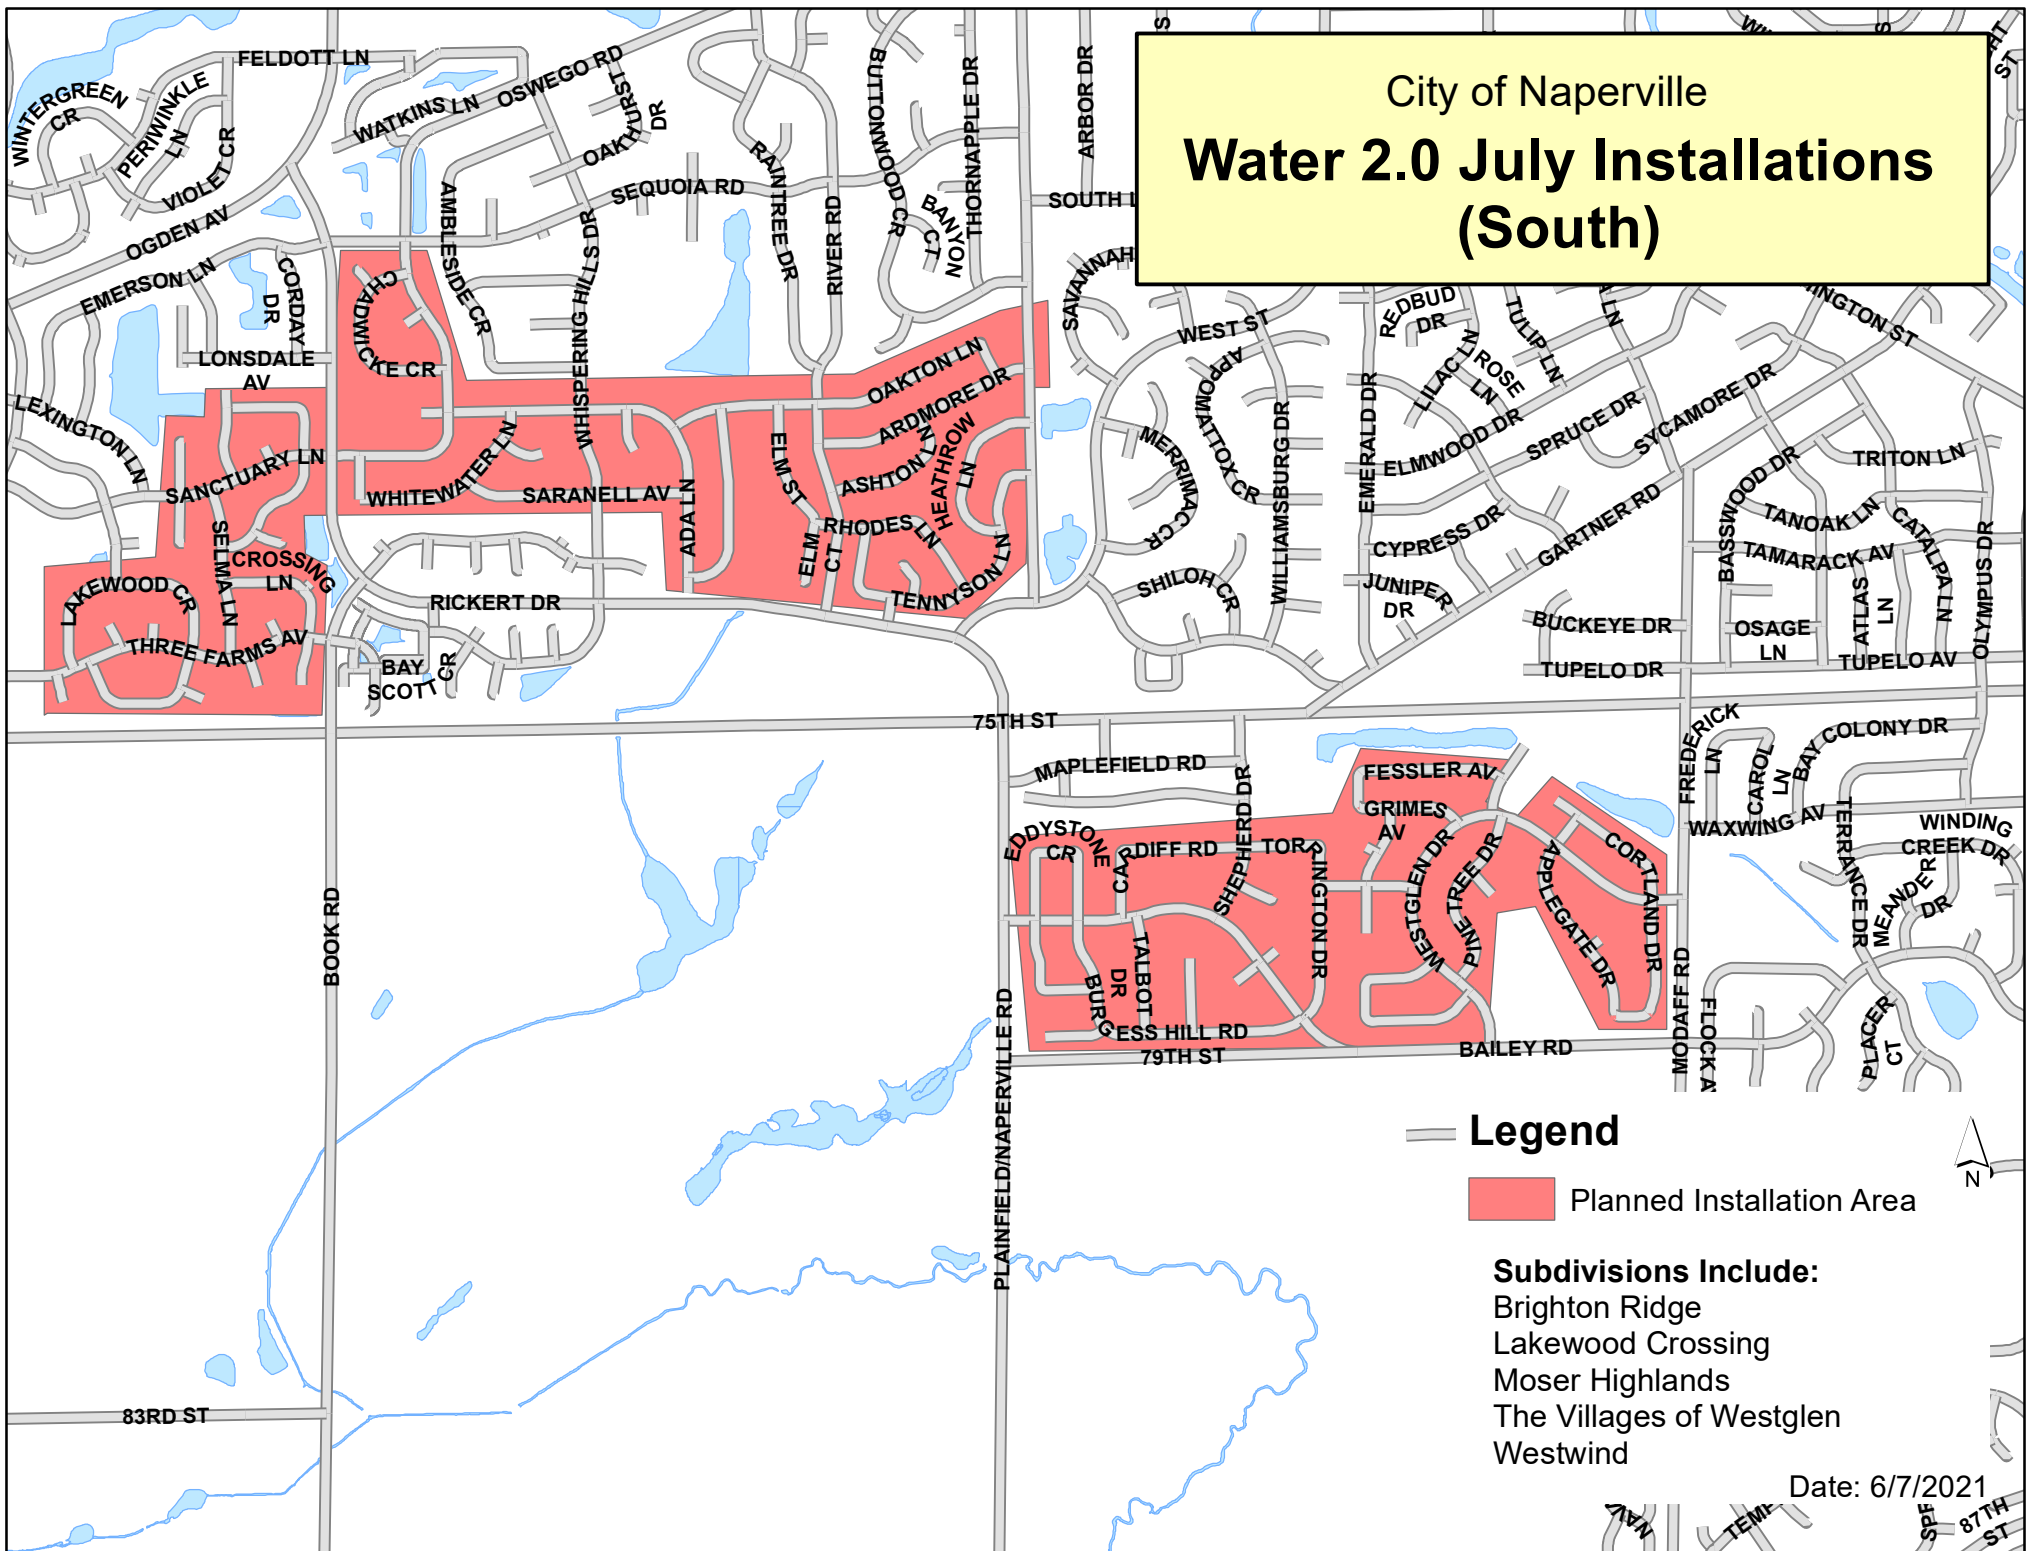 City of Naperville
Water 2.0 July Installations
(South)
FELDOTT LN
WINTERGREEN
CR
PERIWINKLE
LN
VIOLET CR
OGDEN AV
EMERSON LN
WATKINS LN
OSWEGO RD
OAKHURST
DR
SEQUOIA RD
AMBLESIDE CR
WHISPERING HILLS DR
RAINTREE DR
RIVER RD
BUTTONWOOD CR
BANYON
CT
THORNAPPLE DR
ARBOR DR
SOUTH L
S
S
HT
ST
CORDAY
DR
LONSDALE
AV
CHADWICKE CR
LEXINGTON LN
SANCTUARY LN
WHITEWATER LN
SARANELL AV
ADA LN
ELM ST
ELM
CT
OAKTON LN
ARDMORE DR
ASHTON LN
HEATHROW
LN
RHODES LN
TENNYSON LN
SELMA LN
CROSSING
LN
LAKEWOOD CR
THREE FARMS AV
RICKERT DR
BAY
SCOTT CR
SAVANNAH
WEST ST
APPOMATTOX CR
MERRIMAC CR
SHILOH CR
WILLIAMSBURG DR
EMERALD DR
REDBUD
DR
LILAC LN
ROSE
LN
TULIP LN
INGTON ST
ELMWOOD DR
SPRUCE DR
SYCAMORE DR
CYPRESS DR
GARTNER RD
JUNIPER
DR
BASSWOOD DR
TRITON LN
TANOAK LN
TAMARACK AV
CATALPA LN
ATLAS
LN
OLYMPUS DR
BUCKEYE DR
OSAGE
LN
TUPELO DR
TUPELO AV
75TH ST
MAPLEFIELD RD
SHEPHERD DR
EDDYSTONE
CR
CARDIFF RD
TORRINGTON DR
TALBOT
DR
BURGESS HILL RD
79TH ST
BAILEY RD
FESSLER AV
GRIMES
AV
WESTGLEN DR
PINE TREE DR
APPLEGATE DR
CORTLAND DR
MODAFF RD
FLOCK A
FREDERICK
LN
CAROL
LN
BAY COLONY DR
WAXWING AV
TERRANCE DR
WINDING
CREEK DR
MEANDER
DR
PLACER
CT
BOOK RD
PLAINFIELD/NAPERVILLE RD
83RD ST
Legend
N
Planned Installation Area
Subdivisions Include:
Brighton Ridge
Lakewood Crossing
Moser Highlands
The Villages of Westglen
Westwind
Date: 6/7/2021
NAV
TEMP
SPR
87TH
ST